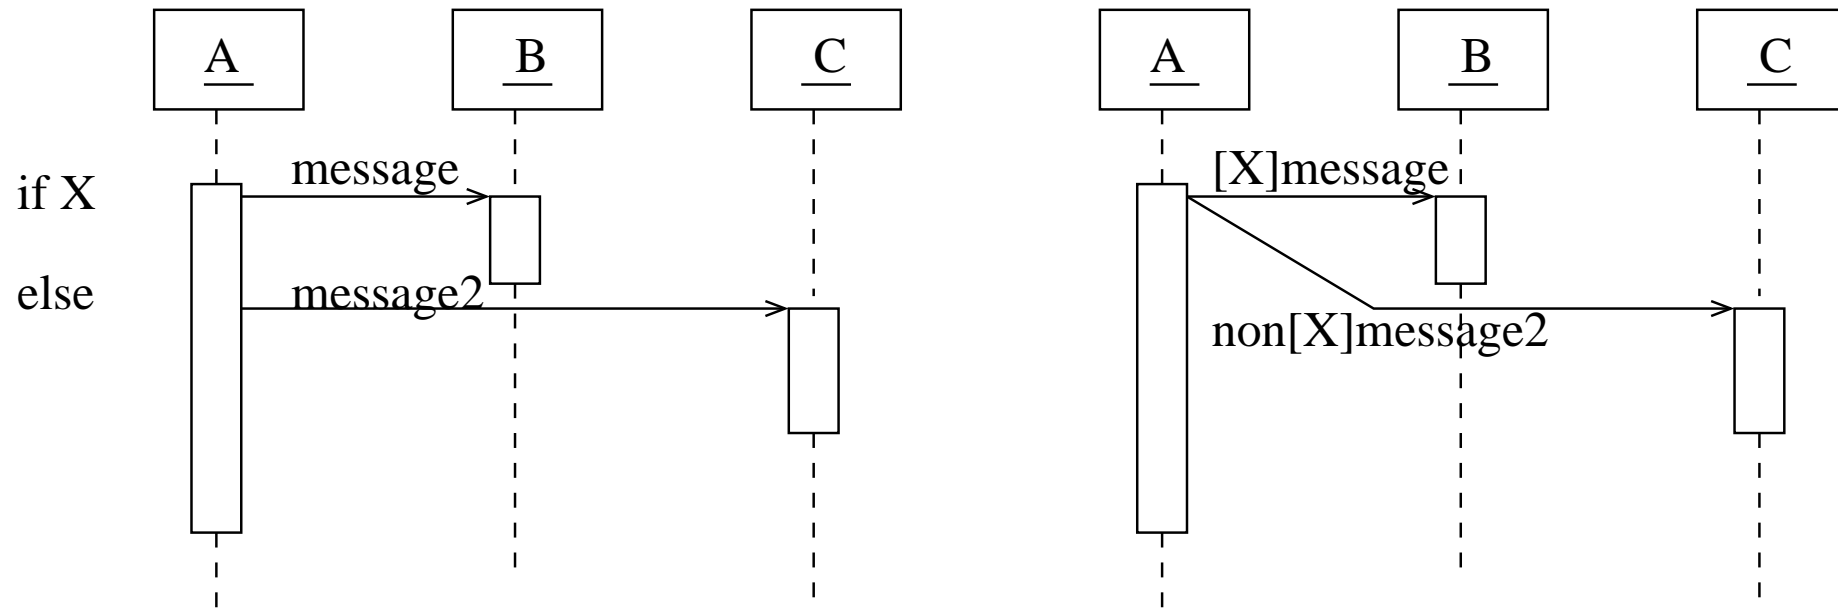 A B C A B C
if X message [X]message
else message2
non[X]message2